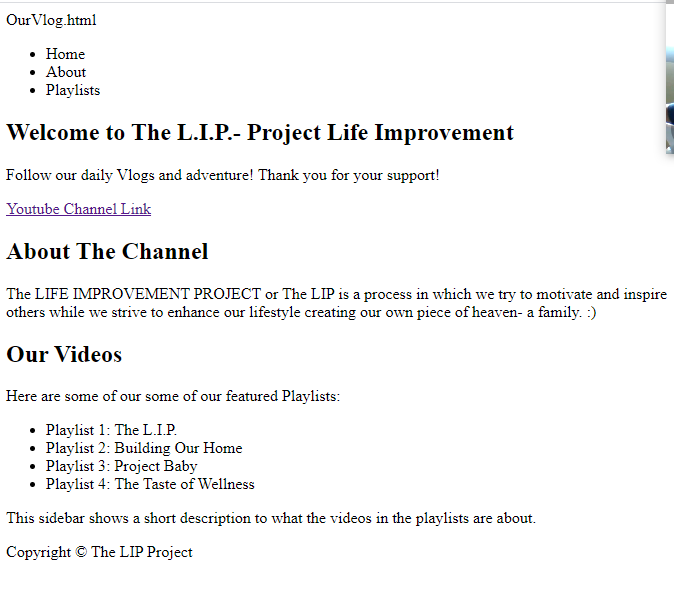 OurVlog.html
Home
About
Playlists
Welcome to The L.I.P.- Project Life Improvement
Follow our daily Vlogs and adventure! Thank you for your support!
Youtube Channel Link
About The Channel
The LIFE IMPROVEMENT PROJECT or The LIP is a process in which we try to motivate and inspire
others while we strive to enhance our lifestyle creating our own piece of heaven- a family. :)
Our Videos
Here are some of our some of our featured Playlists:
Playlist 1: The L.I.P.
Playlist 2: Building Our Home
Playlist 3: Project Baby
Playlist 4: The Taste of Wellness
This sidebar shows a short description to what the videos in the playlists are about.
Copyright © The LIP Project